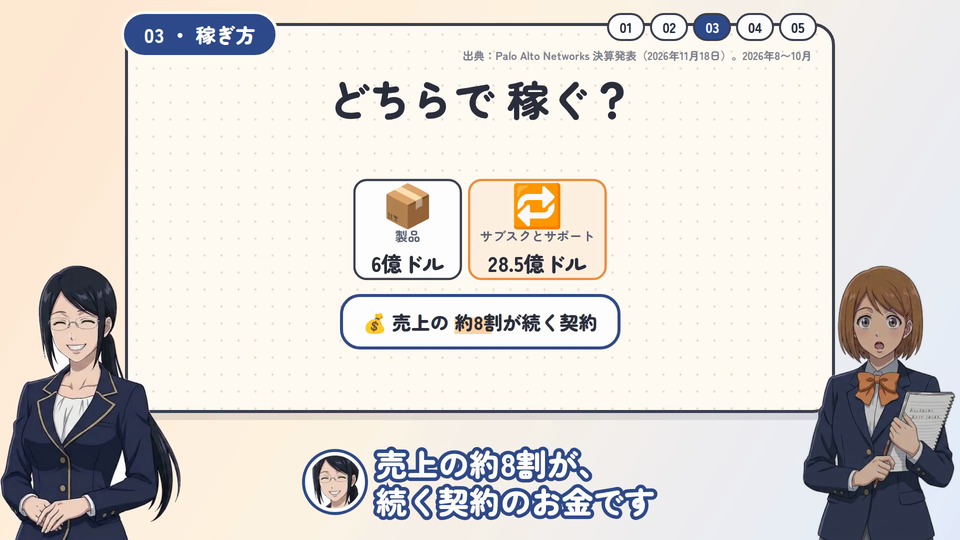 03 ・ 稼ぎ方
01 02 03 04 05
出典：Palo Alto Networks 決算発表（2026年11月18日）。2026年8〜10月
どちらで 稼ぐ？
製品
6億ドル
サブスクとサポート
28.5億ドル
売上の 約8割が続く契約
売上の約8割が、
続く契約のお金です